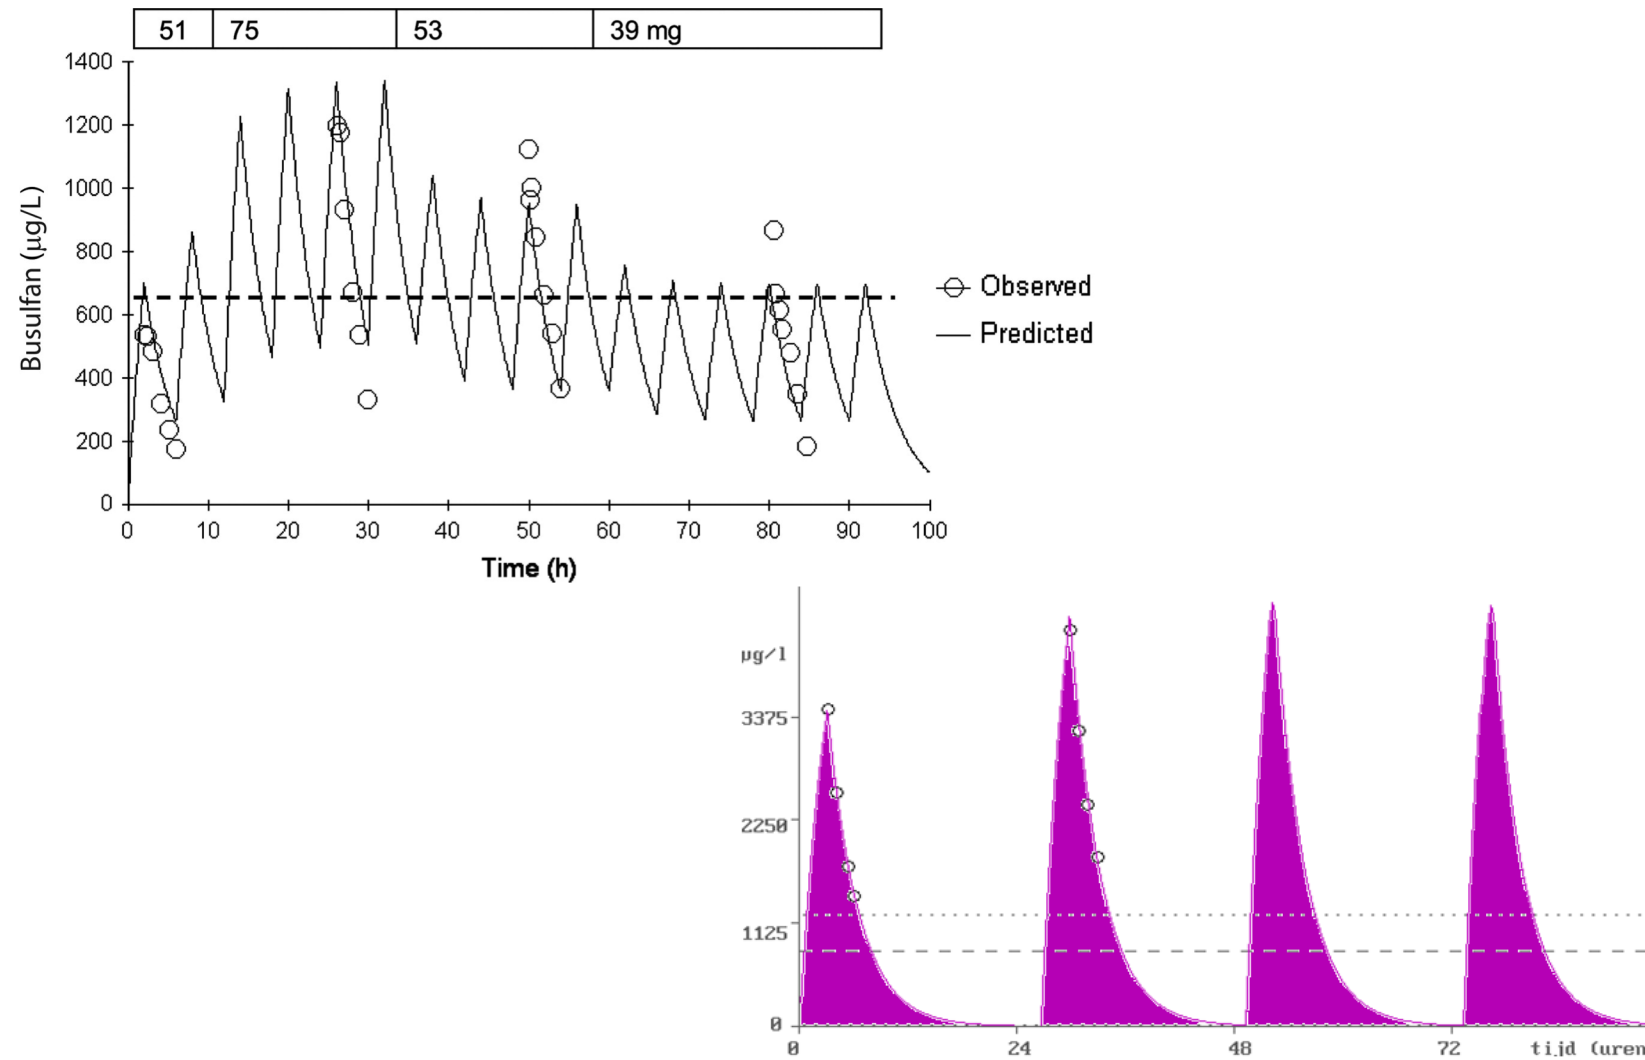 51 75 53 39 mg
1400
1200
1000
800
600
400
200
0
Busulfan (µg/L)
0 10 20 30 40 50 60 70 80 90 100
Time (h)
Observed
Predicted
µg/l
3375
2250
1125
0
0 24 48 72 tijd (uren